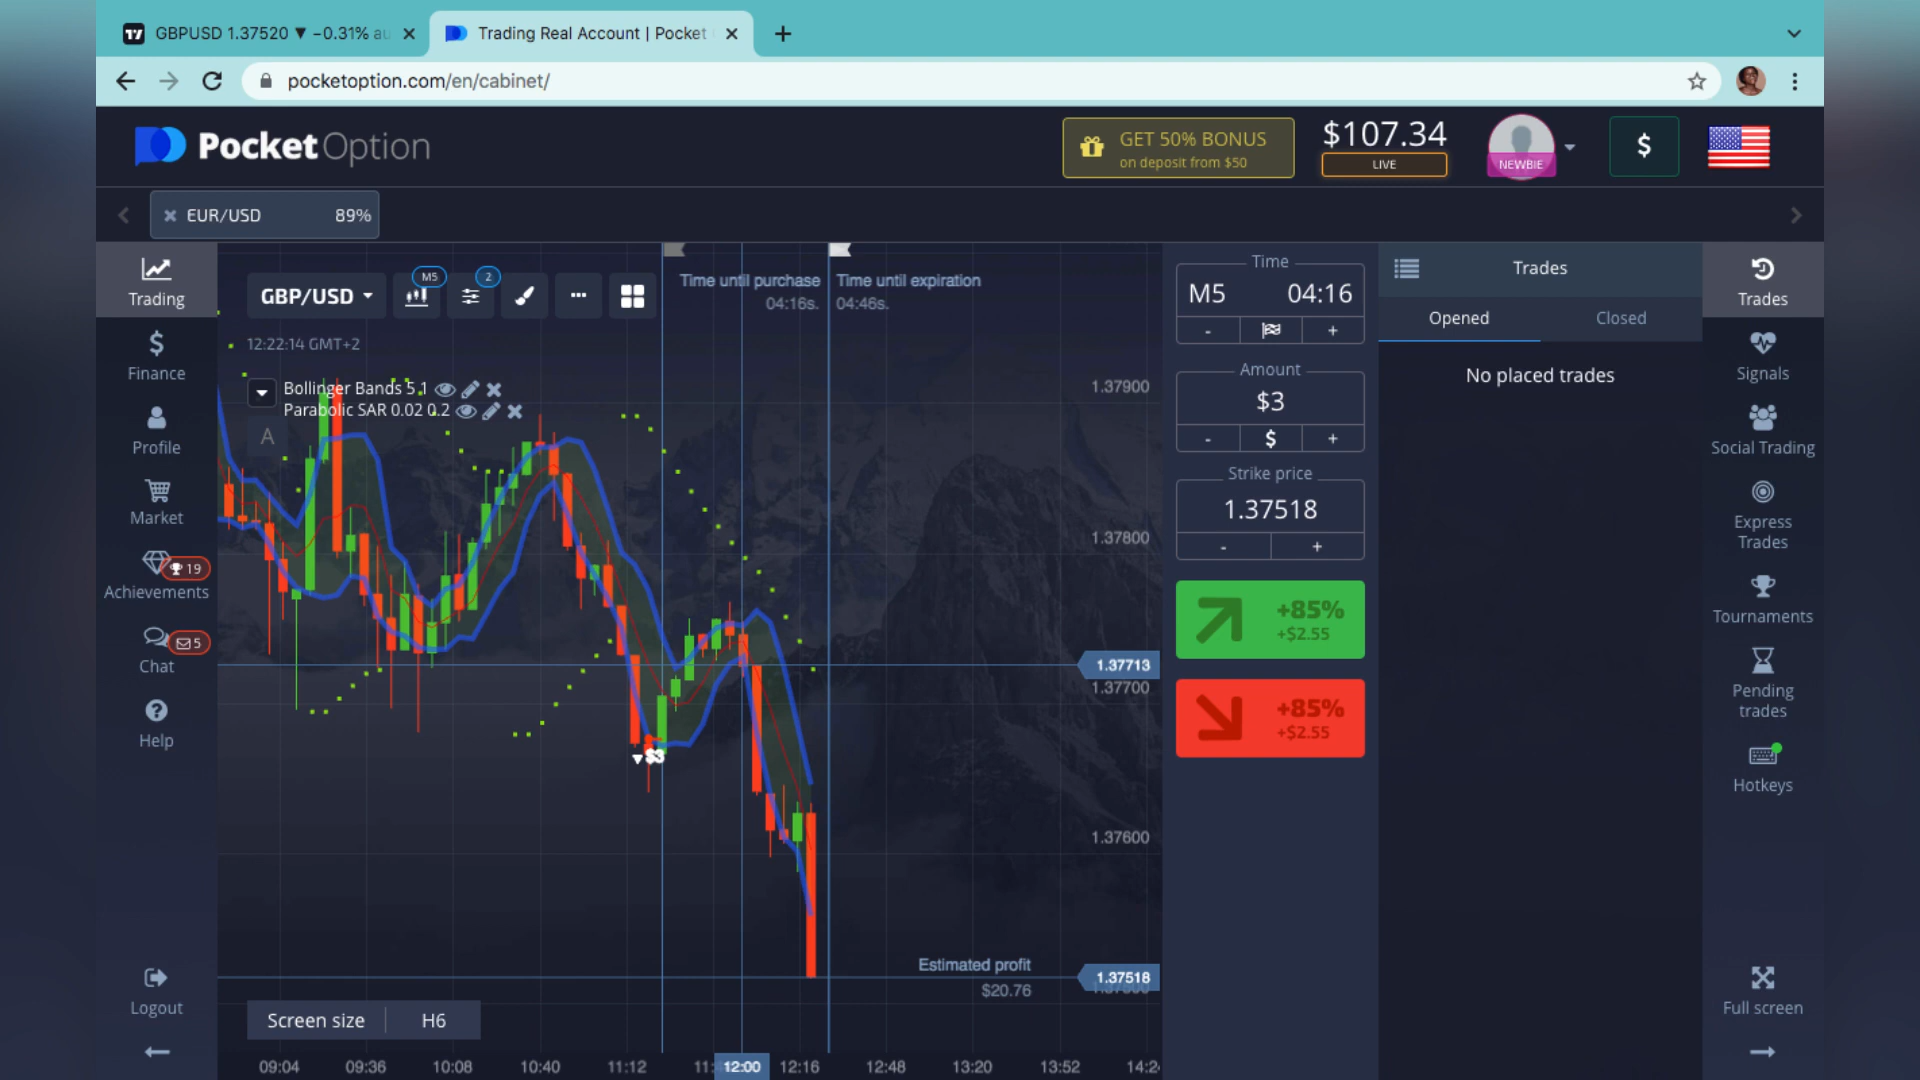 GBPUSD 1.37520 ▼ −0.31%
Trading Real Account | Pocket
pocketoption.com/en/cabinet/
PocketOption
GET 50% BONUS
on deposit from $50
$107.34
LIVE
NEWBIE
$
EUR/USD 89%
Trading
Finance
Profile
Market
19
Achievements
5
Chat
Help
Logout
GBP/USD
M5
2
12:22:14 GMT+2
Bollinger Bands 5 1
Parabolic SAR 0.02 0.2
A
Time until purchase
04:16s.
Time until expiration
04:46s.
1.37900
1.37800
1.37713
1.37700
1.37600
1.37518
$3
Estimated profit
$20.76
Screen size H6
09:04 09:36 10:08 10:40 11:12 12:00 12:16 12:48 13:20 13:52
Time
M5 04:16
- +
Amount
$3
- $ +
Strike price
1.37518
- +
+85%
+$2.55
+85%
+$2.55
Trades
Opened Closed
No placed trades
Trades
Signals
Social Trading
Express
Trades
Tournaments
Pending
trades
Hotkeys
Full screen